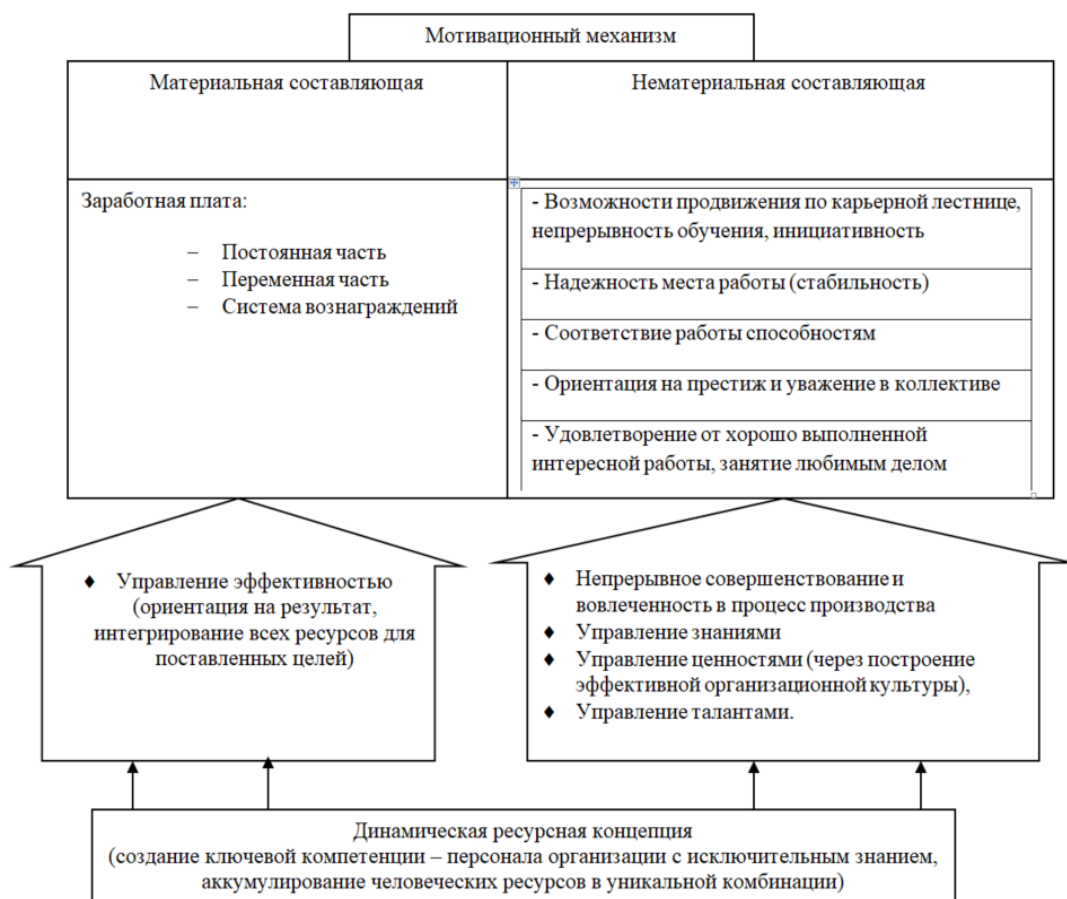 Мотивационный механизм
Материальная составляющая
Нематериальная составляющая
Заработная плата:
– Постоянная часть
– Переменная часть
– Система вознаграждений
- Возможности продвижения по карьерной лестнице,
непрерывность обучения, инициативность
- Надежность места работы (стабильность)
- Соответствие работы способностям
- Ориентация на престиж и уважение в коллективе
- Удовлетворение от хорошо выполненной
интересной работы, занятие любимым делом
♦ Управление эффективностью
(ориентация на результат,
интегрирование всех ресурсов для
поставленных целей)
♦ Непрерывное совершенствование и
вовлеченность в процесс производства
♦ Управление знаниями
♦ Управление ценностями (через построение
эффективной организационной культуры),
♦ Управление талантами.
Динамическая ресурсная концепция
(создание ключевой компетенции – персонала организации с исключительным знанием,
аккумулирование человеческих ресурсов в уникальной комбинации)